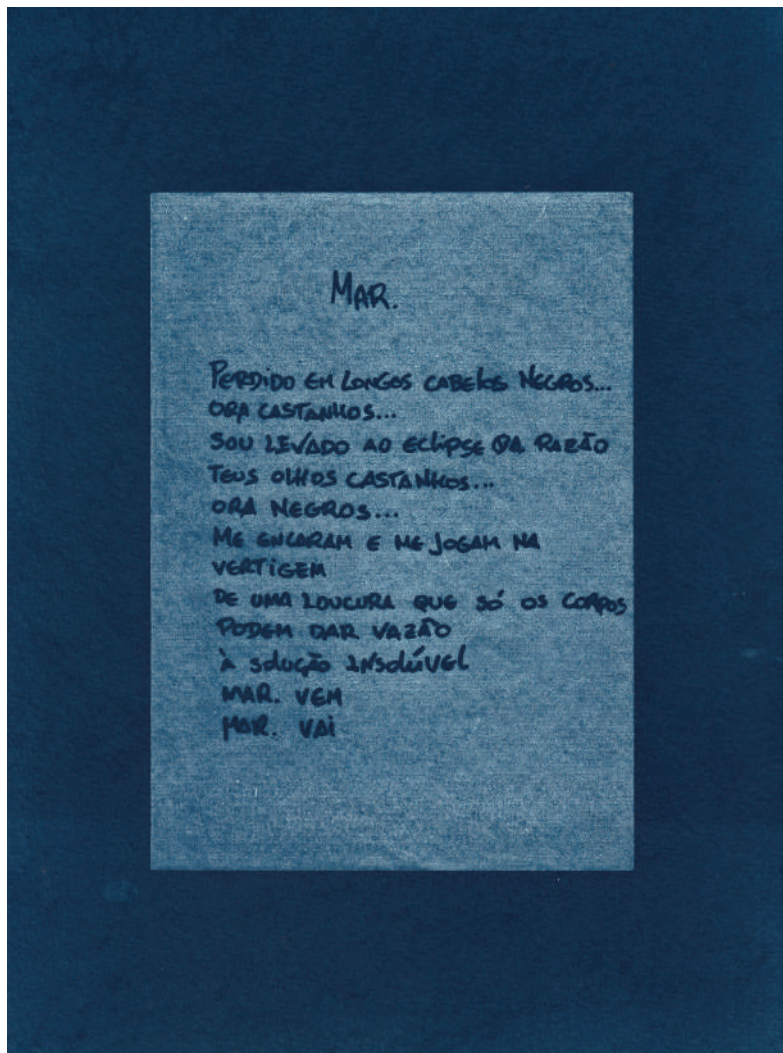 MAR.
PERDIDO EM LONGOS CABELOS NEGROS...
ORA CASTANHOS...
SOU LEVADO AO ECLIPSE DA RAZÃO
TEUS OLHOS CASTANHOS...
ORA NEGROS...
ME ENCARAM E ME JOGAM NA
VERTIGEM
DE UMA LOUCURA QUE SÓ OS CORPOS
PODEM DAR VAZÃO
À SOLUÇÃO INSOLÚVEL
MAR. VEM
MAR. VAI